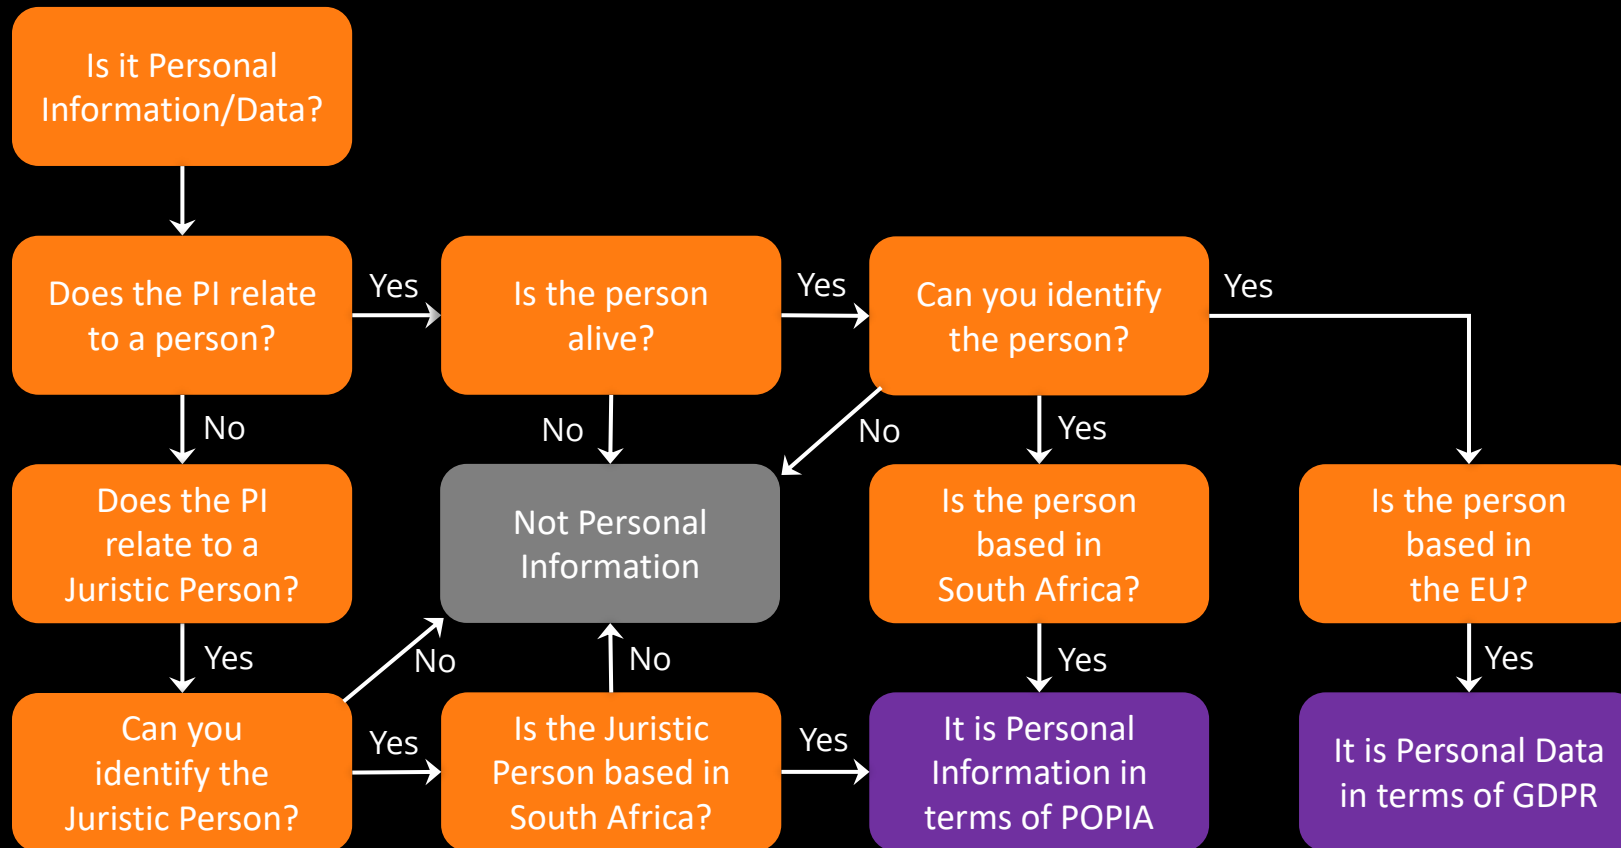 Is it Personal
Information/Data?
Does the PI relate
to a person?
Yes
Is the person
alive?
Yes
Can you identify
the person?
Yes
No
No
No
Yes
Does the PI
relate to a
Juristic Person?
Not Personal
Information
Is the person
based in
South Africa?
Is the person
based in
the EU?
Yes
No
No
Yes
Yes
Can you
identify the
Juristic Person?
Yes
Is the Juristic
Person based in
South Africa?
Yes
It is Personal
Information in
terms of POPIA
It is Personal Data
in terms of GDPR